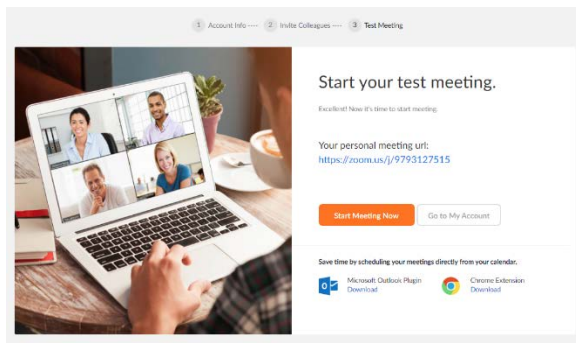 1 Account Info ---- 2 Invite Colleagues ---- 3 Test Meeting
Start your test meeting.
Excellent! Now it's time to start meeting.
Your personal meeting url:
https://zoom.us/j/9793127515
Start Meeting Now Go to My Account
Save time by scheduling your meetings directly from your calendar.
Microsoft Outlook Plugin
Download
Chrome Extension
Download